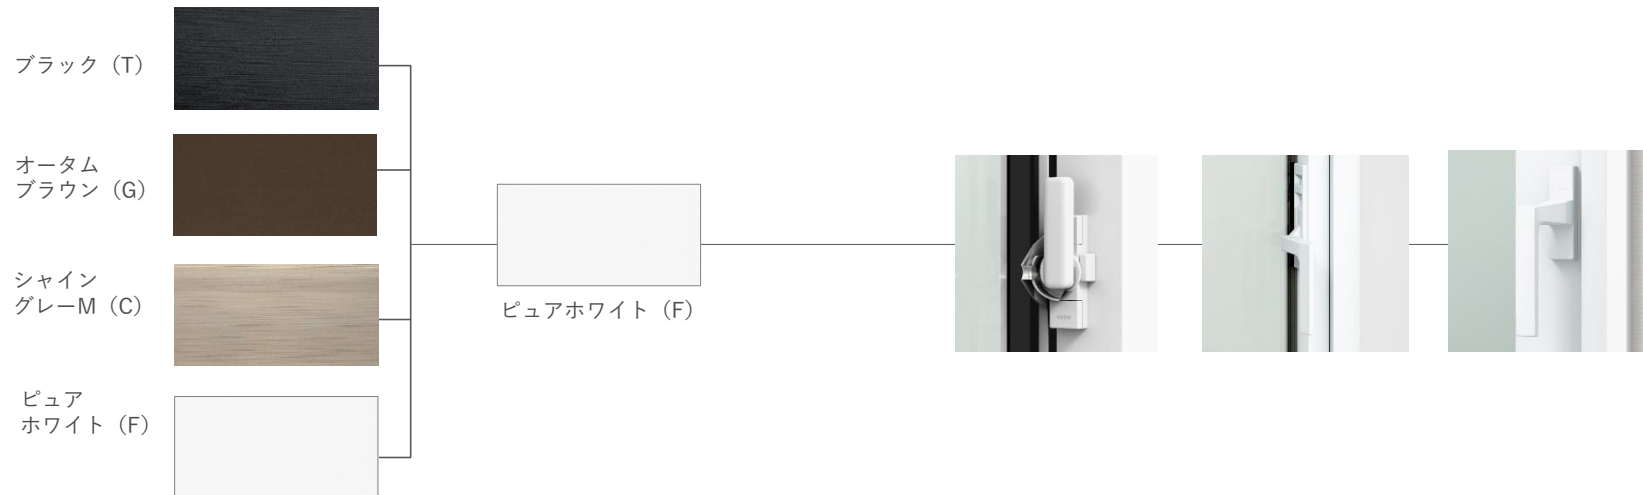 ブラック（T）
オータム
ブラウン（G）
シャイン
グレーM（C）
ピュア
ホワイト（F）
ピュアホワイト（F）